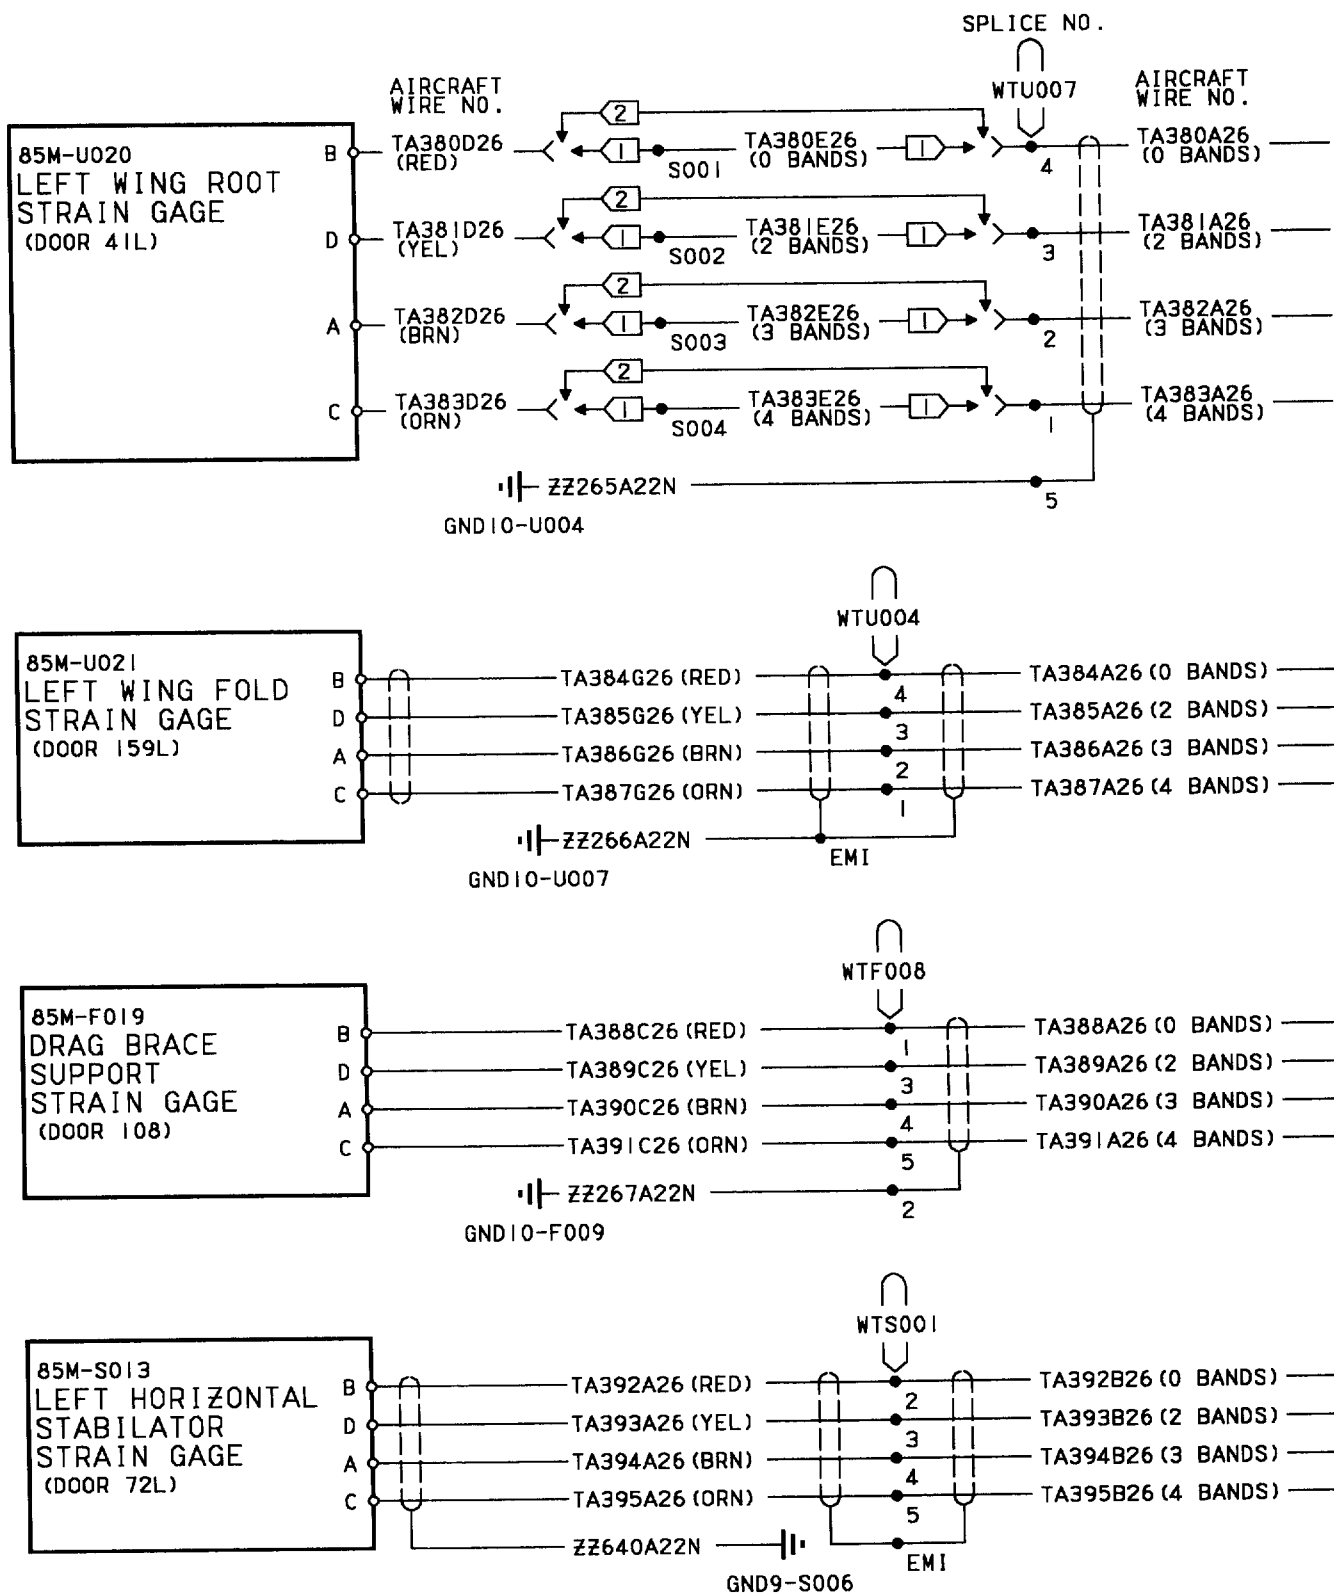 SPLICE NO.
WTU007
AIRCRAFT
WIRE NO.
AIRCRAFT
WIRE NO.
85M-U020
LEFT WING ROOT
STRAIN GAGE
(DOOR 41L)
B TA380D26 2 1 S001 TA380E26 1 4 TA380A26
(RED) (0 BANDS) (0 BANDS)
D TA381D26 2 1 S002 TA381E26 1 3 TA381A26
(YEL) (2 BANDS) (2 BANDS)
A TA382D26 2 1 S003 TA382E26 1 2 TA382A26
(BRN) (3 BANDS) (3 BANDS)
C TA383D26 2 1 S004 TA383E26 1 1 TA383A26
(ORN) (4 BANDS) (4 BANDS)
ZZ265A22N 5
GND10-U004
WTU004
85M-U021
LEFT WING FOLD
STRAIN GAGE
(DOOR 159L)
B TA384G26 (RED) 4 TA384A26 (0 BANDS)
D TA385G26 (YEL) 3 TA385A26 (2 BANDS)
A TA386G26 (BRN) 2 TA386A26 (3 BANDS)
C TA387G26 (ORN) 1 TA387A26 (4 BANDS)
ZZ266A22N EMI
GND10-U007
WTF008
85M-F019
DRAG BRACE
SUPPORT
STRAIN GAGE
(DOOR 108)
B TA388C26 (RED) 1 TA388A26 (0 BANDS)
D TA389C26 (YEL) 3 TA389A26 (2 BANDS)
A TA390C26 (BRN) 4 TA390A26 (3 BANDS)
C TA391C26 (ORN) 5 TA391A26 (4 BANDS)
ZZ267A22N 2
GND10-F009
WTS001
85M-S013
LEFT HORIZONTAL
STABILATOR
STRAIN GAGE
(DOOR 72L)
B TA392A26 (RED) 2 TA392B26 (0 BANDS)
D TA393A26 (YEL) 3 TA393B26 (2 BANDS)
A TA394A26 (BRN) 4 TA394B26 (3 BANDS)
C TA395A26 (ORN) 5 TA395B26 (4 BANDS)
ZZ640A22N EMI
GND9-S006